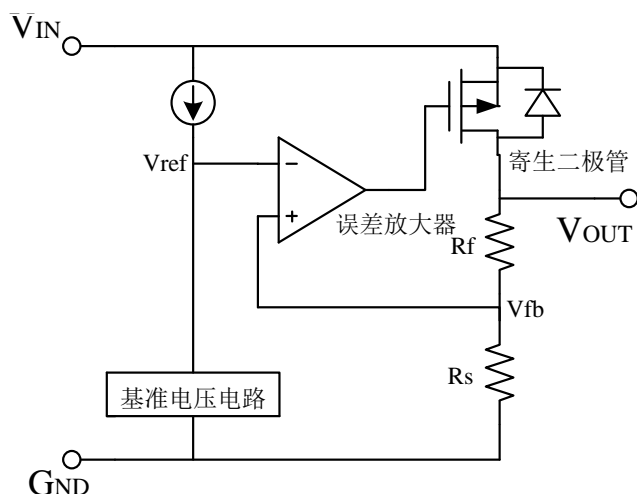 VIN
寄生二极管
Vref
−
+
误差放大器
VOUT
Rf
Vfb
Rs
基准电压电路
GND